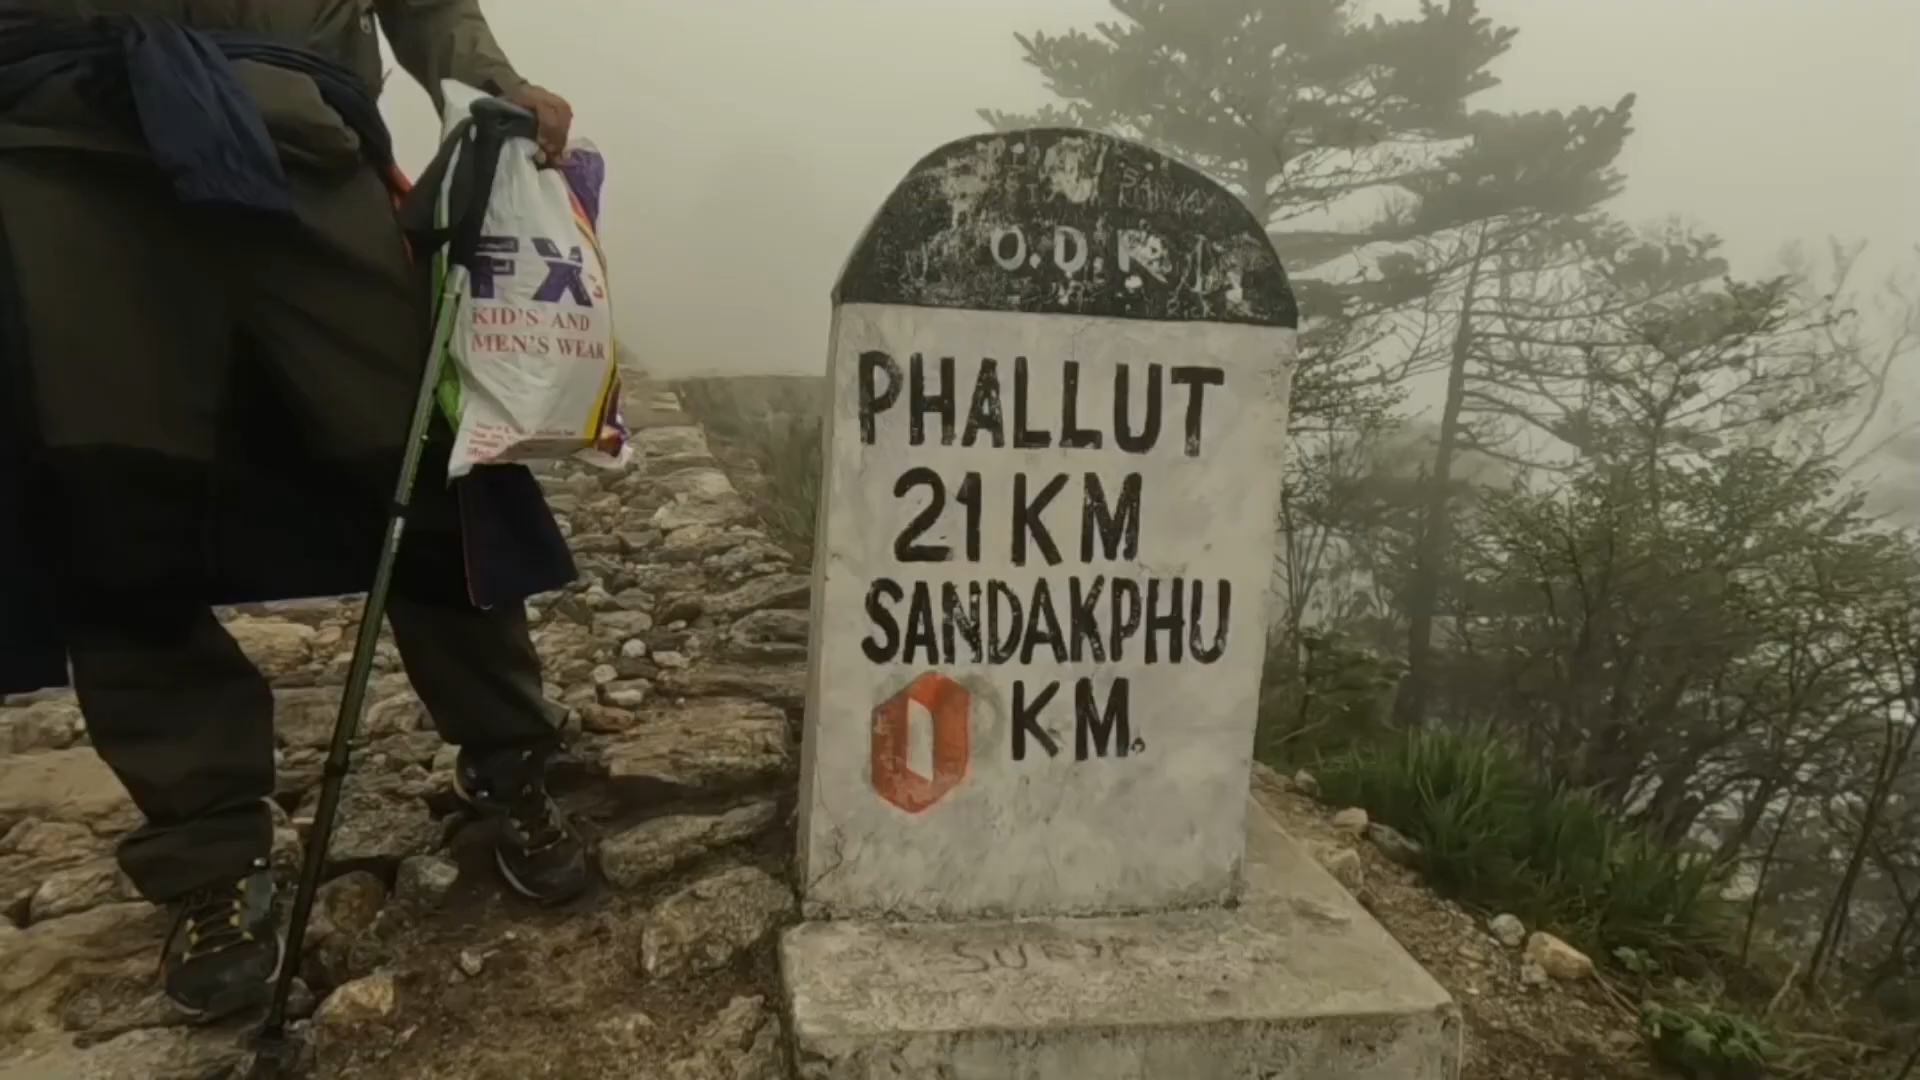 O.D.R.
PHALLUT
21 KM
SANDAKPHU
0 KM.
FX
KID'S AND
MEN'S WEAR